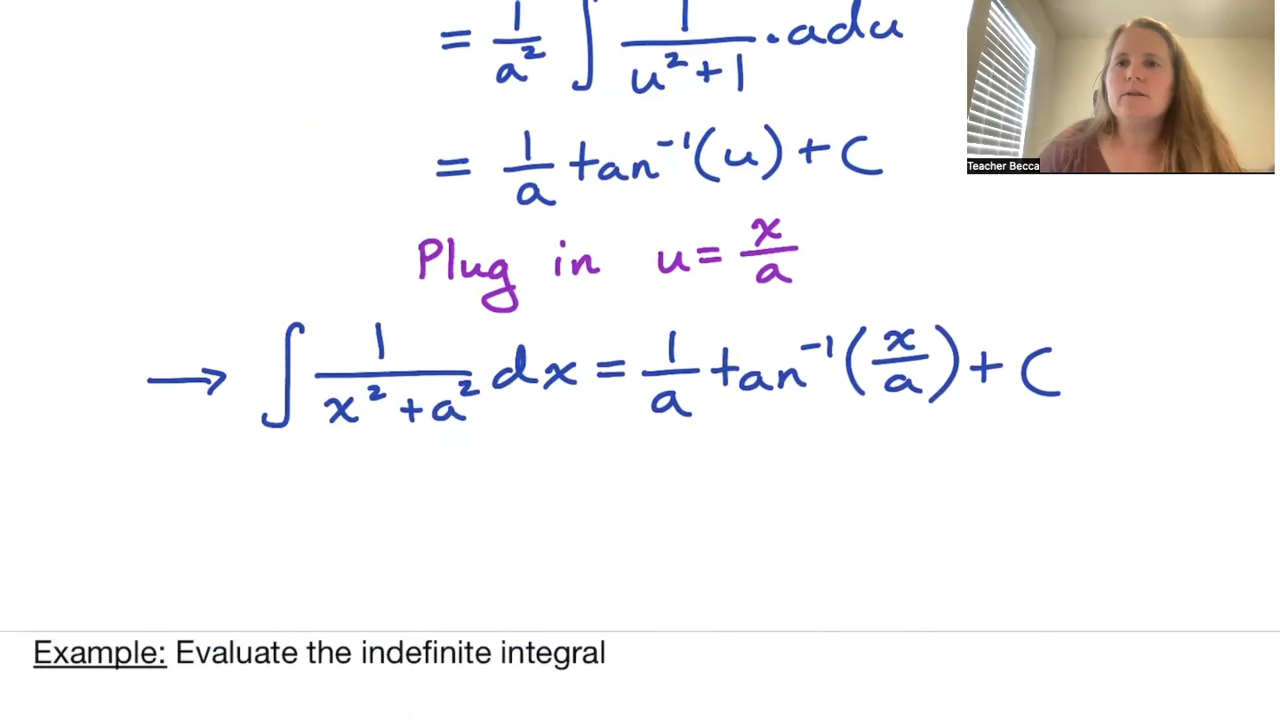 = 1/a² ∫ 1/(u²+1) · adu
= 1/a tan⁻¹(u) + C
Teacher Becca
Plug in u = x/a
→ ∫ 1/(x²+a²) dx = 1/a tan⁻¹(x/a) + C
Example: Evaluate the indefinite integral